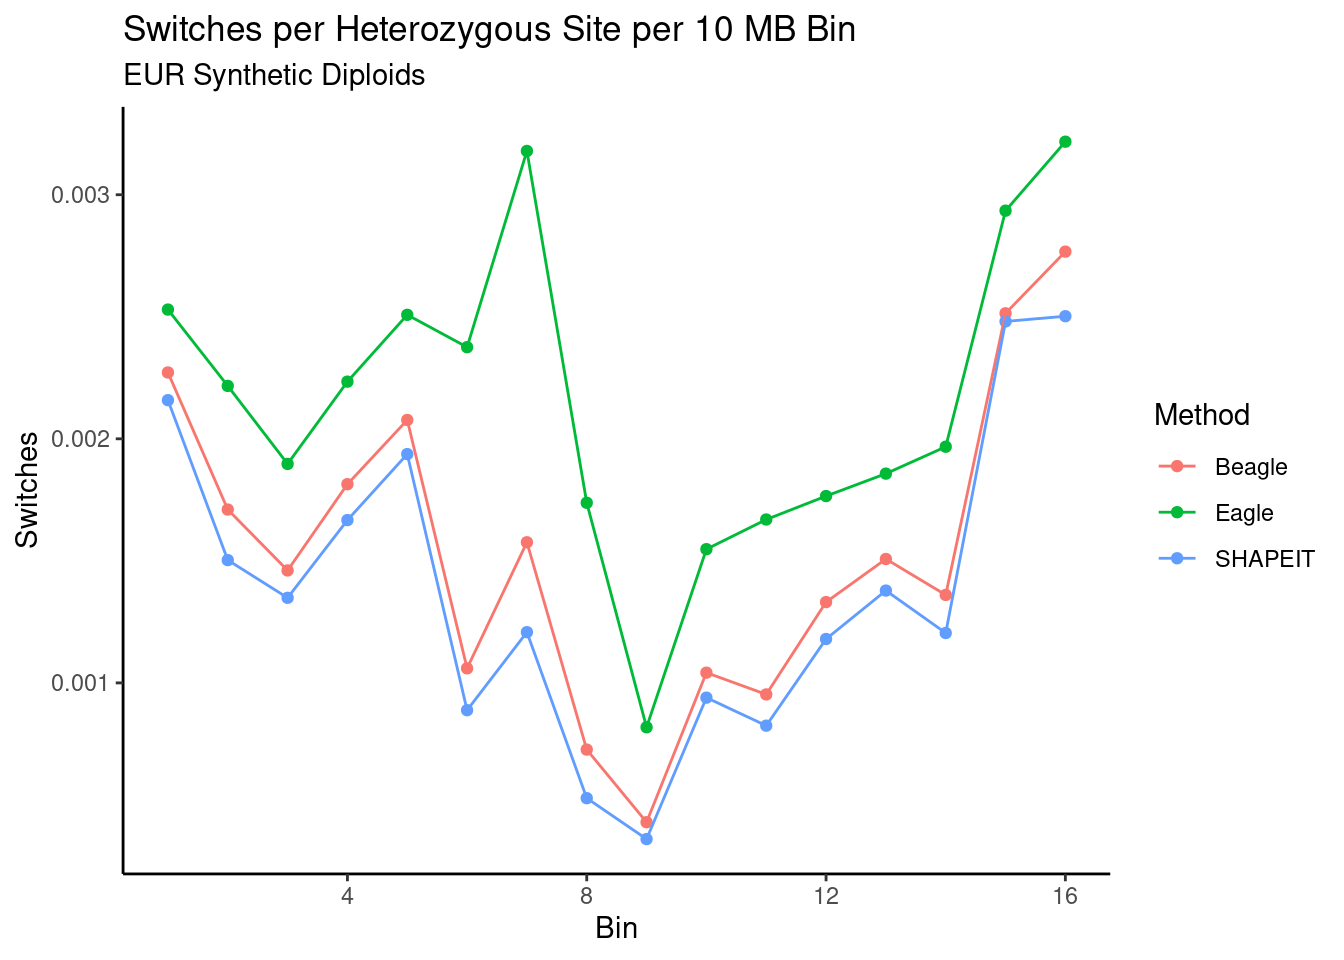 Switches per Heterozygous Site per 10 MB Bin
EUR Synthetic Diploids
Switches
0.003
0.002
0.001
4 8 12 16
Bin
Method
Beagle
Eagle
SHAPEIT